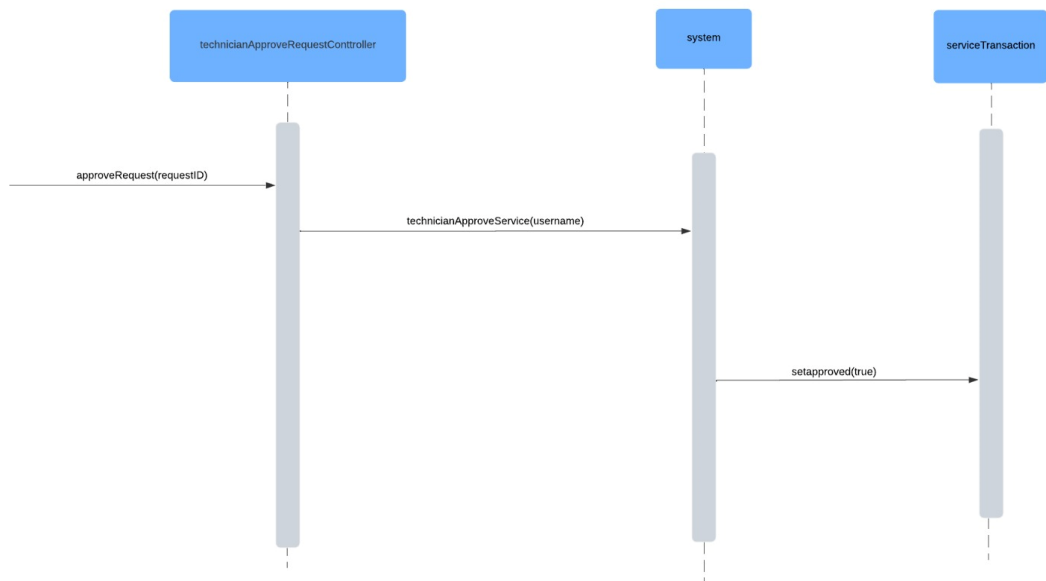 technicianApproveRequestConttroller
system
serviceTransaction
approveRequest(requestID)
technicianApproveService(username)
setapproved(true)